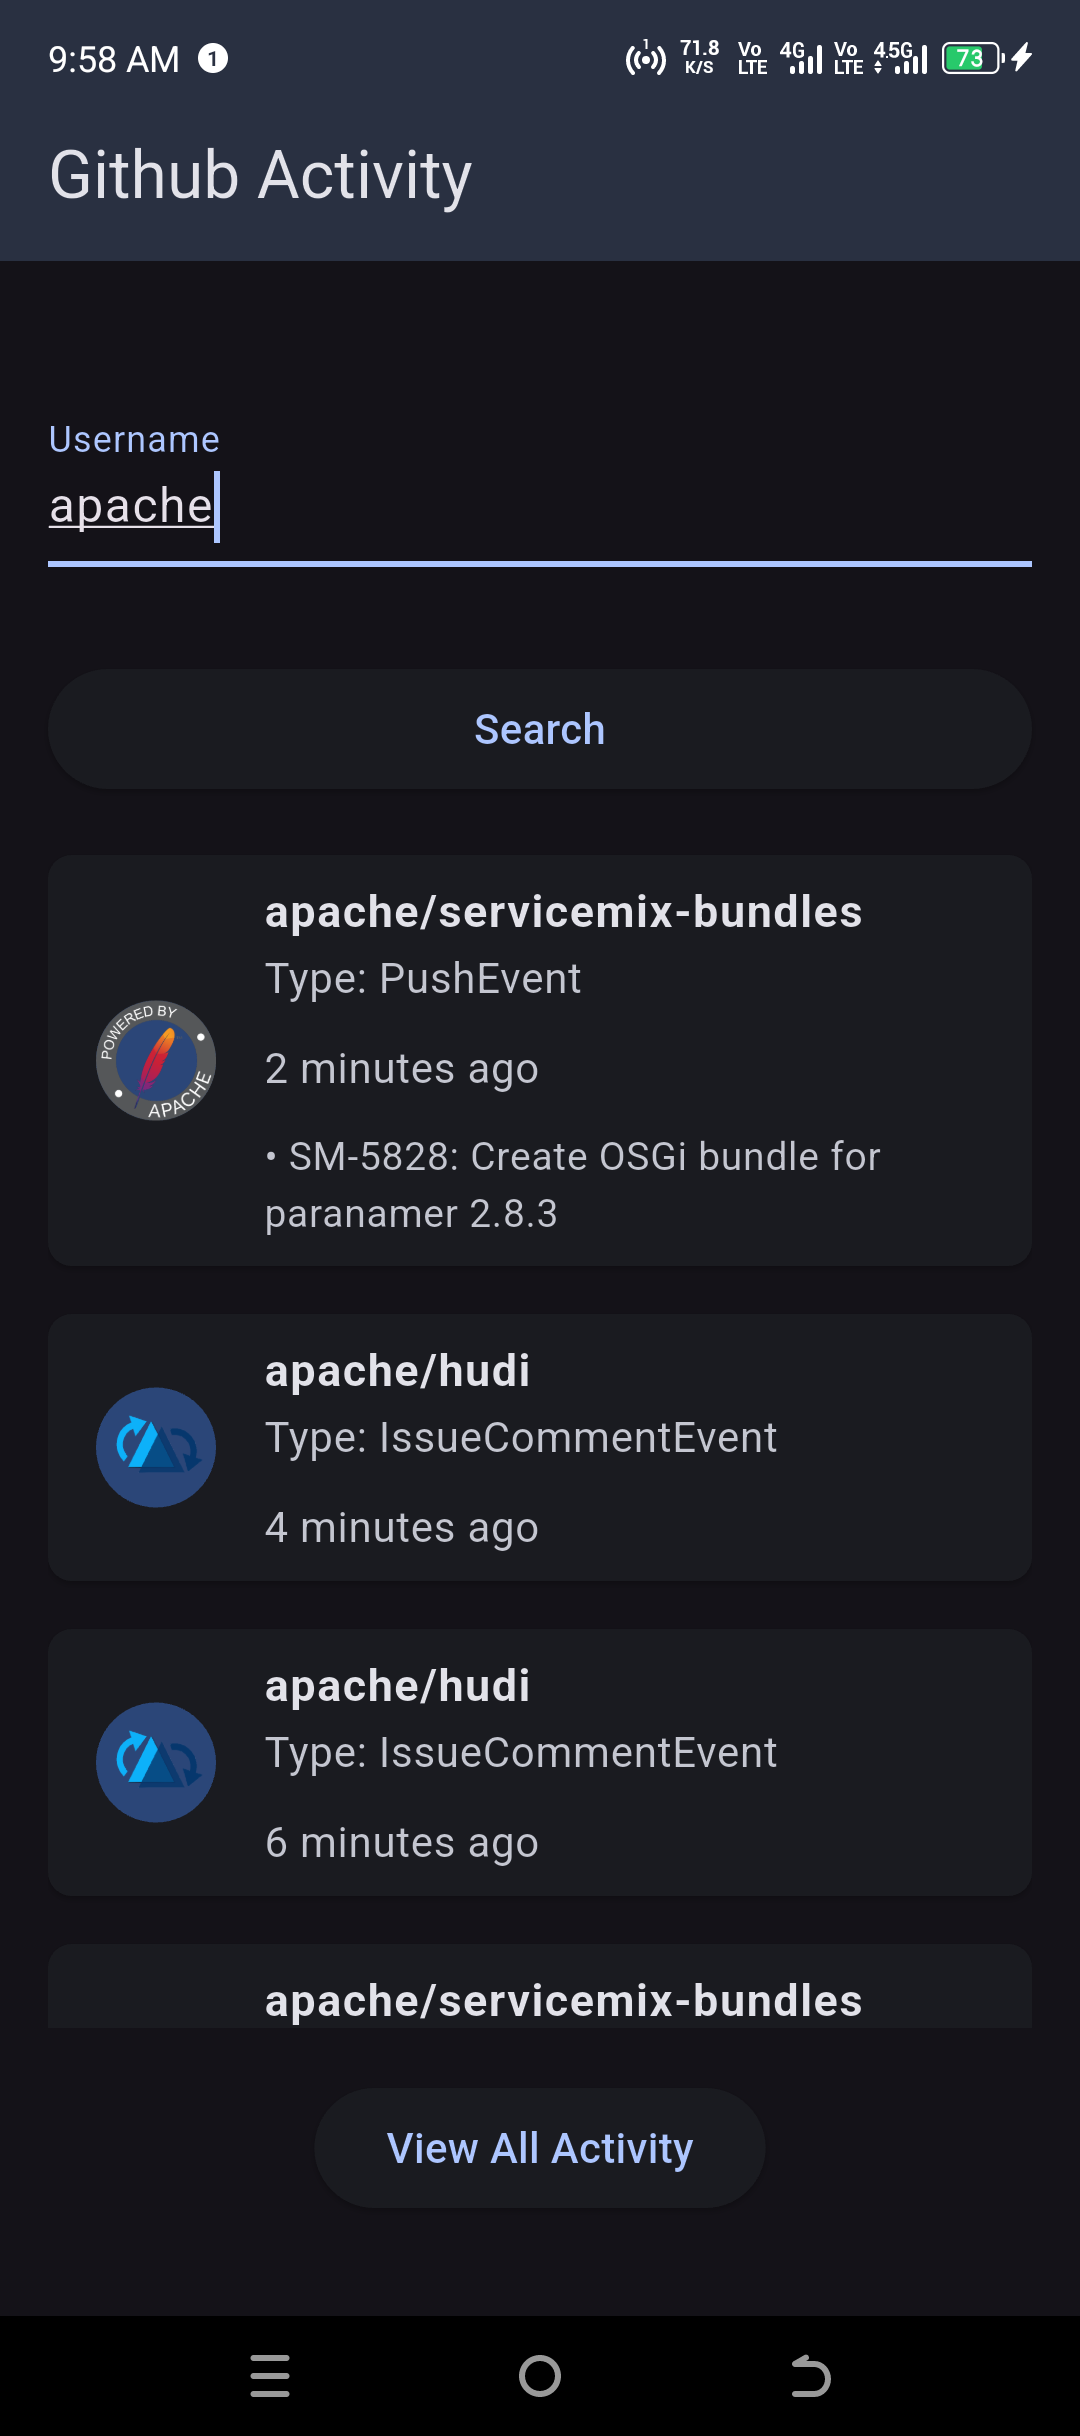 9:58 AM 1
1 71.8 K/S Vo LTE 4G Vo LTE 4.5G 73
Github Activity
Username
apache
Search
apache/servicemix-bundles
Type: PushEvent
POWERED BY APACHE
2 minutes ago
• SM-5828: Create OSGi bundle for
paranamer 2.8.3
apache/hudi
Type: IssueCommentEvent
4 minutes ago
apache/hudi
Type: IssueCommentEvent
6 minutes ago
apache/servicemix-bundles
View All Activity